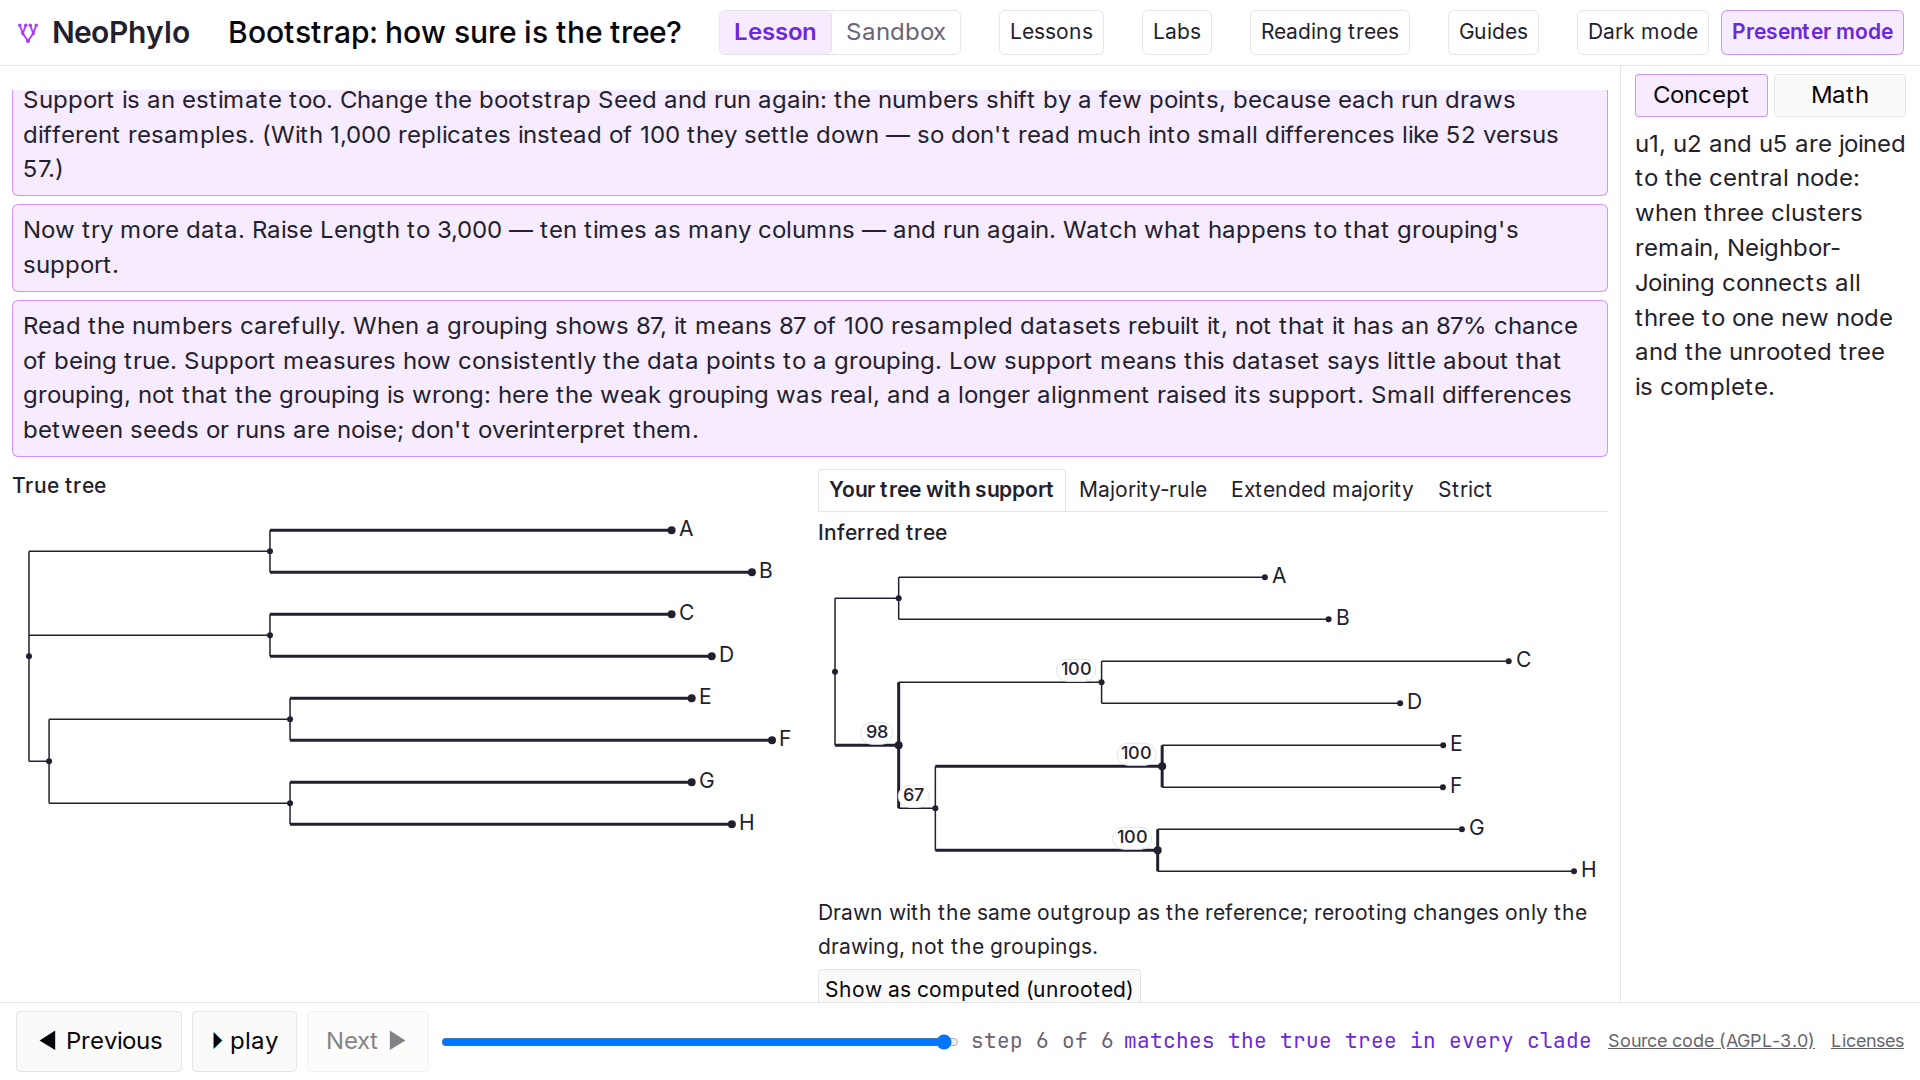 NeoPhylo
Bootstrap: how sure is the tree?
Lesson
Sandbox
Lessons
Labs
Reading trees
Guides
Dark mode
Presenter mode
Support is an estimate too. Change the bootstrap Seed and run again: the numbers shift by a few points, because each run draws
different resamples. (With 1,000 replicates instead of 100 they settle down — so don't read much into small differences like 52 versus
57.)
Now try more data. Raise Length to 3,000 — ten times as many columns — and run again. Watch what happens to that grouping's
support.
Read the numbers carefully. When a grouping shows 87, it means 87 of 100 resampled datasets rebuilt it, not that it has an 87% chance
of being true. Support measures how consistently the data points to a grouping. Low support means this dataset says little about that
grouping, not that the grouping is wrong: here the weak grouping was real, and a longer alignment raised its support. Small differences
between seeds or runs are noise; don't overinterpret them.
True tree
A
B
C
D
E
F
G
H
Your tree with support
Majority-rule
Extended majority
Strict
Inferred tree
A
B
100
C
D
98
100
E
F
67
100
G
H
Drawn with the same outgroup as the reference; rerooting changes only the
drawing, not the groupings.
Show as computed (unrooted)
Concept
Math
u1, u2 and u5 are joined
to the central node:
when three clusters
remain, Neighbor-
Joining connects all
three to one new node
and the unrooted tree
is complete.
Previous
play
Next
step 6 of 6
matches the true tree in every clade
Source code (AGPL-3.0)
Licenses